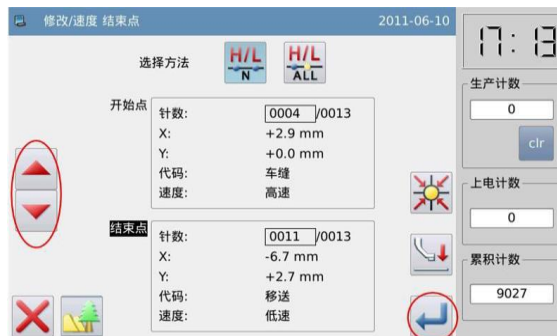 修改/速度 结束点 2011-06-10
17:13
选择方法 H/L N H/L ALL
生产计数
0
clr
开始点
针数: 0004 /0013
X: +2.9 mm
Y: +0.0 mm
代码: 车缝
速度: 高速
上电计数
0
结束点
针数: 0011 /0013
X: -6.7 mm
Y: +2.7 mm
代码: 移送
速度: 低速
累积计数
9027